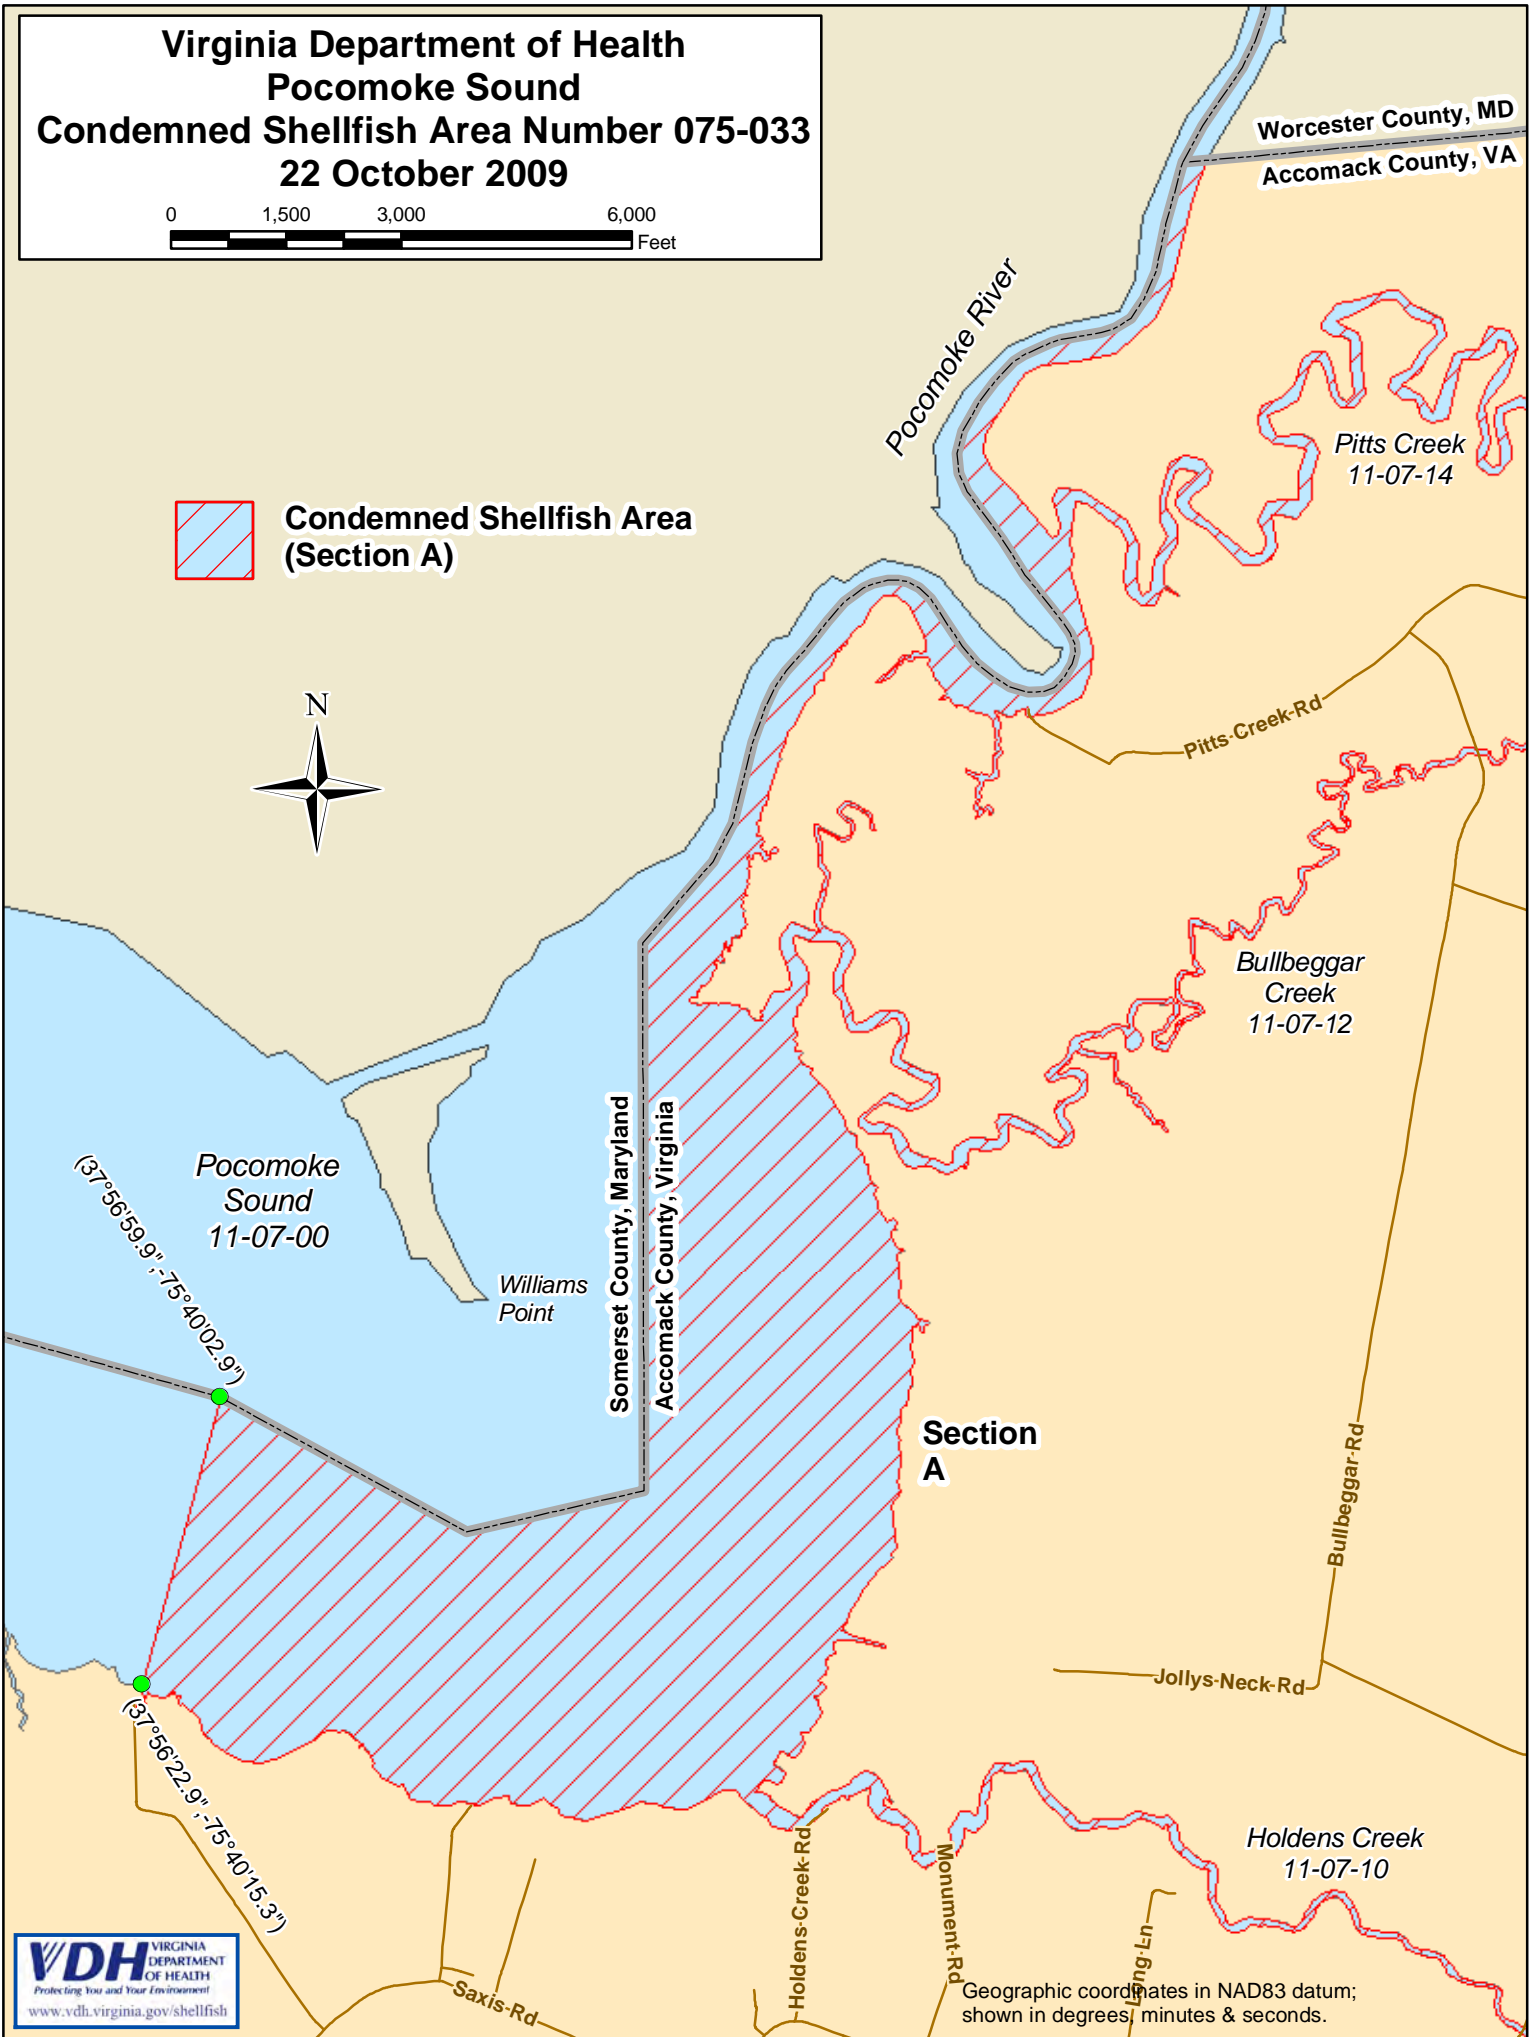 Virginia Department of Health
Pocomoke Sound
Condemned Shellfish Area Number 075-033
22 October 2009
0 1,500 3,000 6,000
Feet
Worcester County, MD
Accomack County, VA
Pocomoke River
Pitts Creek
11-07-14
Condemned Shellfish Area
(Section A)
N
Pitts-Creek-Rd
Bullbeggar
Creek
11-07-12
Somerset County, Maryland
Accomack County, Virginia
Pocomoke
Sound
11-07-00
(37°56'59.9",-75°40'02.9")
Williams
Point
Section
A
Bullbeggar-Rd
Jollys-Neck-Rd
(37°56'22.9",-75°40'15.3")
Holdens Creek
11-07-10
Holdens-Creek-Rd
Monument-Rd
Long-Ln
Saxis-Rd
VDH VIRGINIA
DEPARTMENT
OF HEALTH
Protecting You and Your Environment
www.vdh.virginia.gov/shellfish
Geographic coordinates in NAD83 datum;
shown in degrees, minutes & seconds.